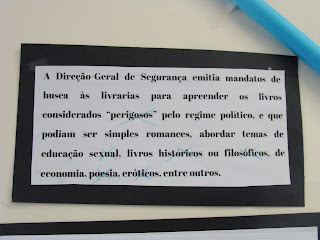 A Direção-Geral de Segurança emitia mandatos de
busca às livrarias para apreender os livros
considerados "perigosos" pelo regime político, e que
podiam ser simples romances, abordar temas de
educação sexual, livros históricos ou filosóficos, de
economia, poesia, eróticos, entre outros.